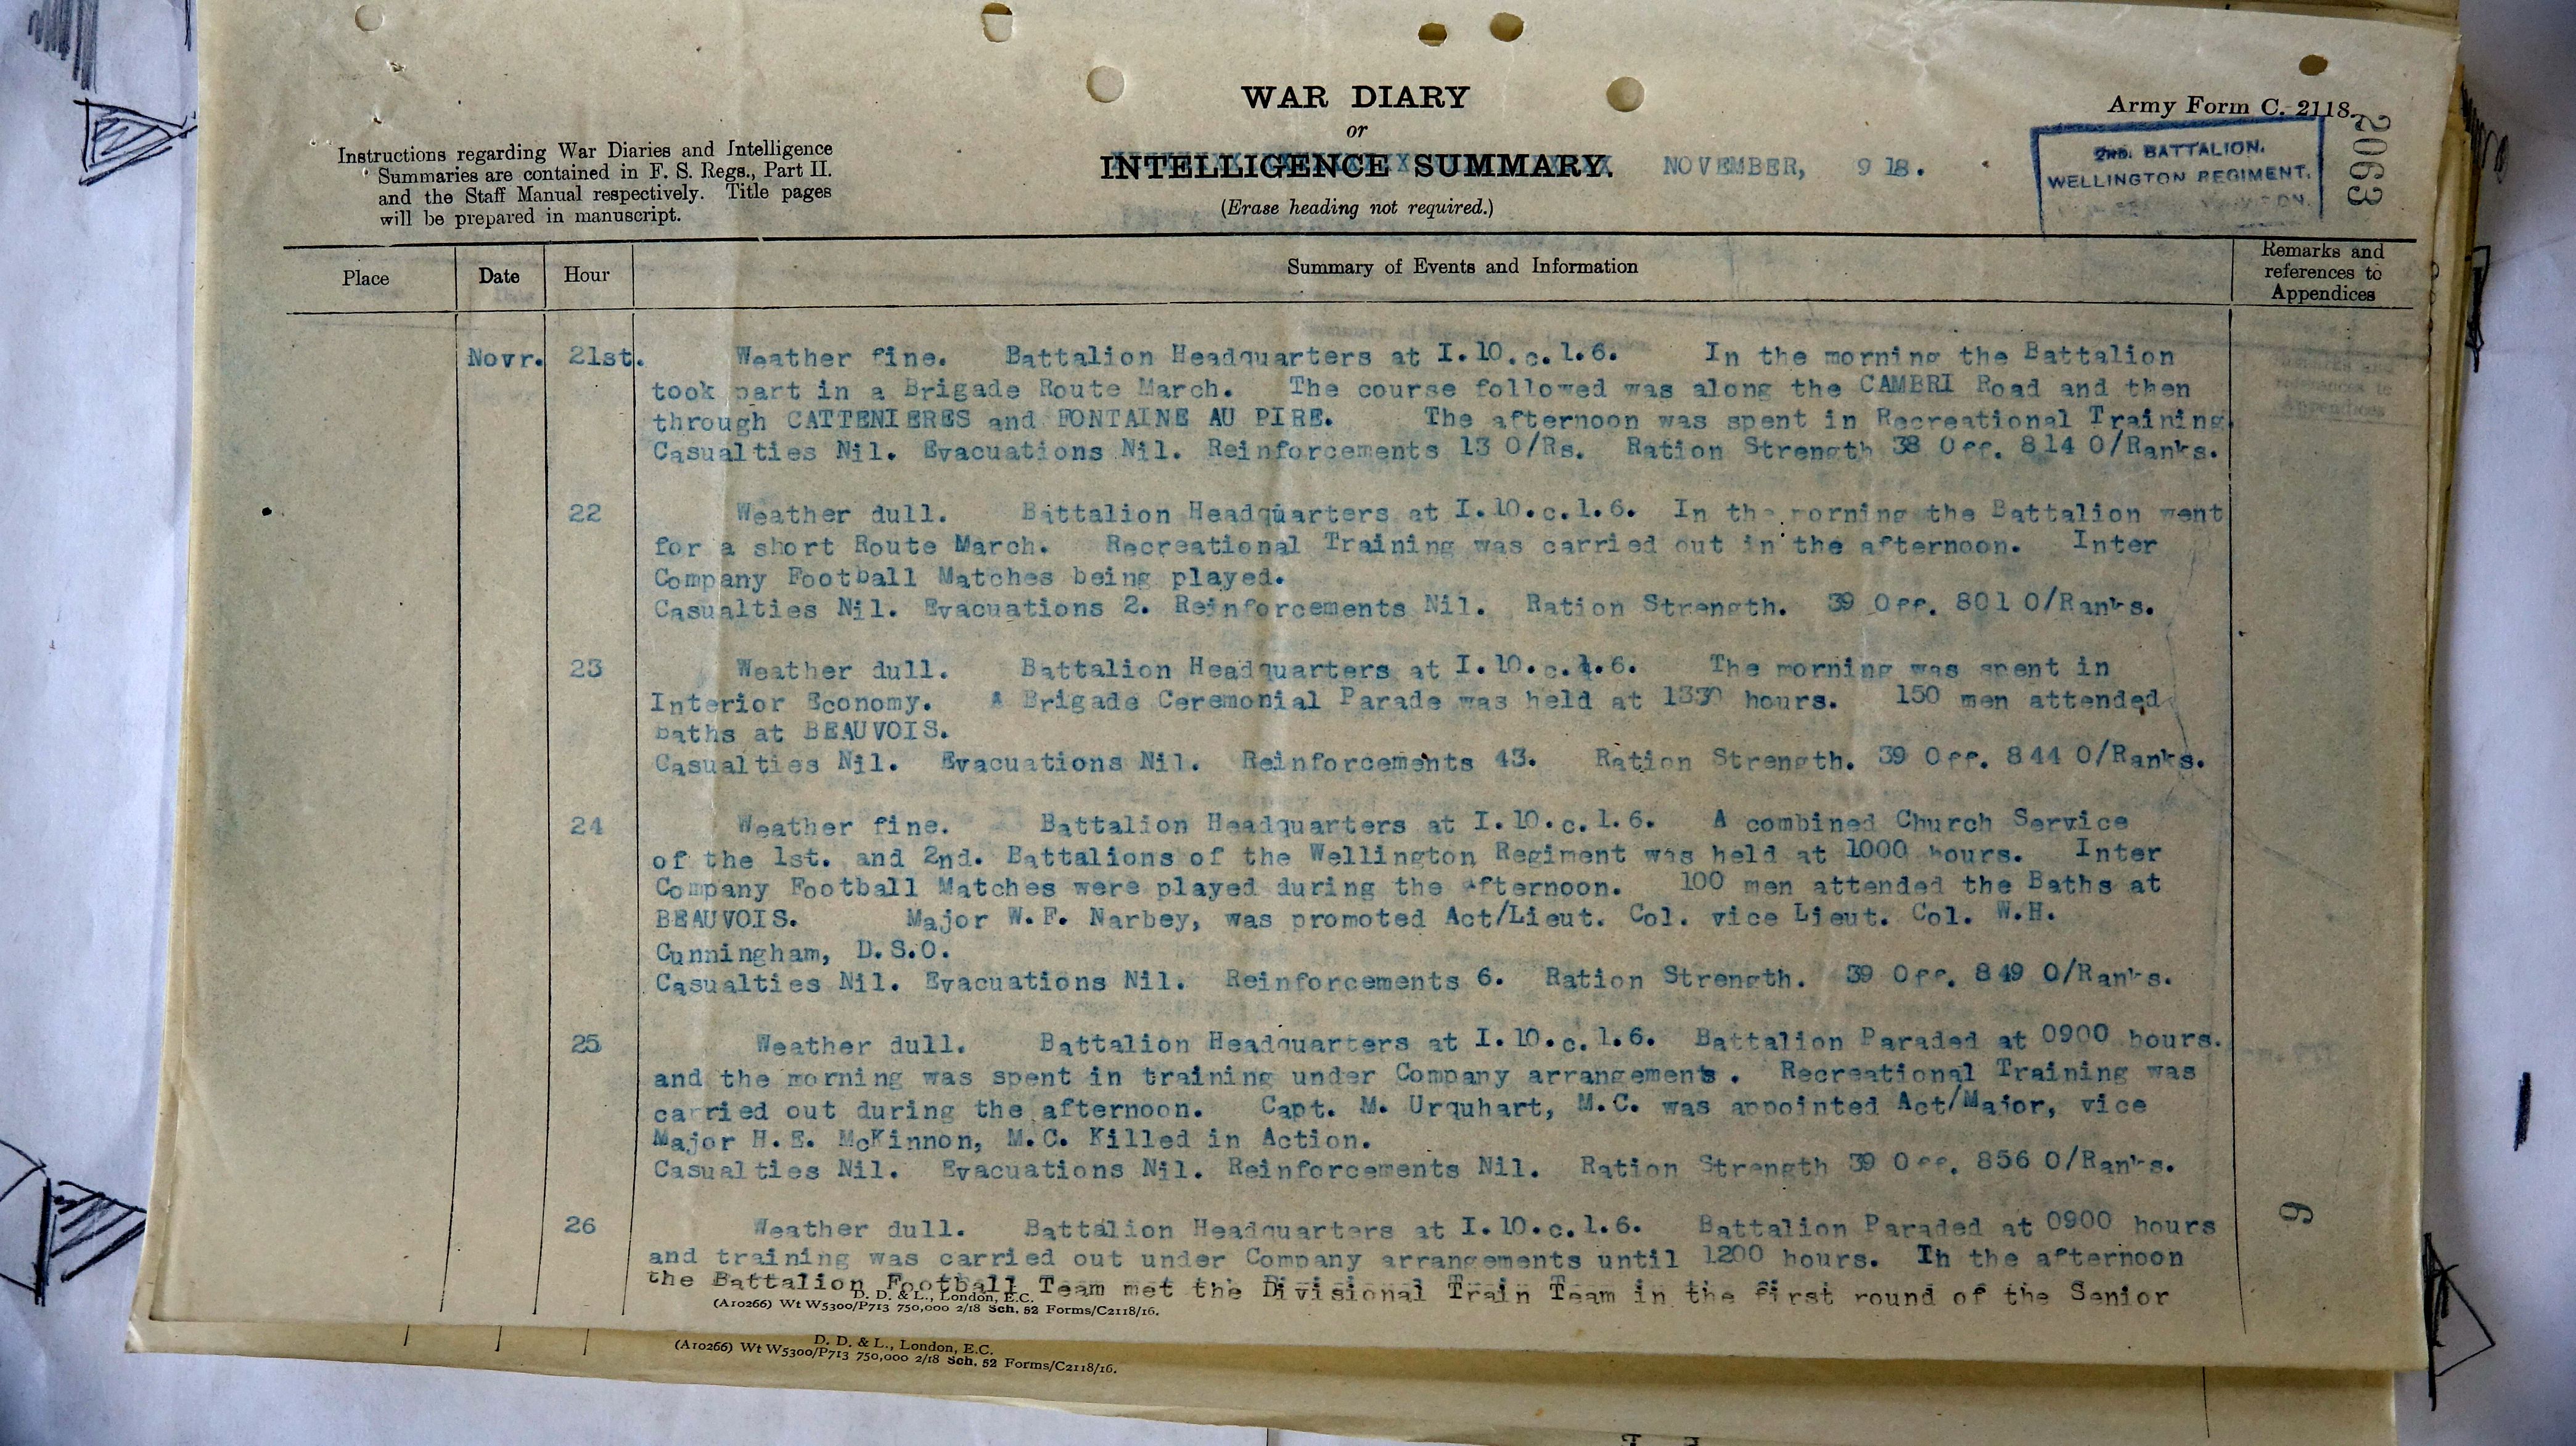 WAR DIARY
or
INTELLIGENCE SUMMARY.
(Erase heading not required.)
NOVEMBER, 918.
Army Form C. 2118.
2063
2ND. BATTALION.
WELLINGTON REGIMENT.
Instructions regarding War Diaries and Intelligence
Summaries are contained in F. S. Regs., Part II.
and the Staff Manual respectively. Title pages
will be prepared in manuscript.
Place Date Hour Summary of Events and Information Remarks and
references to
Appendices
Novr. 21st. Weather fine. Battalion Headquarters at I.10.c.1.6. In the morning the Battalion
took part in a Brigade Route March. The course followed was along the CAMBRI Road and then
through CATTENIERES and FONTAINE AU PIRE. The afternoon was spent in Recreational Training.
Casualties Nil. Evacuations Nil. Reinforcements 13 O/Rs. Ration Strength 38 Off. 814 O/Ranks.
22 Weather dull. Battalion Headquarters at I.10.c.1.6. In the morning the Battalion went
for a short Route March. Recreational Training was carried out in the afternoon. Inter
Company Football Matches being played.
Casualties Nil. Evacuations 2. Reinforcements Nil. Ration Strength. 39 Off. 801 O/Ranks.
23 Weather dull. Battalion Headquarters at I.10.c.1.6. The morning was spent in
Interior Economy. A Brigade Ceremonial Parade was held at 1330 hours. 150 men attended
baths at BEAUVOIS.
Casualties Nil. Evacuations Nil. Reinforcements 43. Ration Strength. 39 Off. 844 O/Ranks.
24 Weather fine. Battalion Headquarters at I.10.c.1.6. A combined Church Service
of the 1st. and 2nd. Battalions of the Wellington Regiment was held at 1000 hours. Inter
Company Football Matches were played during the afternoon. 100 men attended the Baths at
BEAUVOIS. Major W.F. Narbey, was promoted Act/Lieut. Col. vice Lieut. Col. W.H.
Cunningham, D.S.O.
Casualties Nil. Evacuations Nil. Reinforcements 6. Ration Strength. 39 Off. 849 O/Ranks.
25 Weather dull. Battalion Headquarters at I.10.c.1.6. Battalion Paraded at 0900 hours.
and the morning was spent in training under Company arrangements. Recreational Training was
carried out during the afternoon. Capt. M. Urquhart, M.C. was appointed Act/Major, vice
Major H.E. McKinnon, M.C. Killed in Action.
Casualties Nil. Evacuations Nil. Reinforcements Nil. Ration Strength 39 Off. 856 O/Ranks.
26 Weather dull. Battalion Headquarters at I.10.c.1.6. Battalion Paraded at 0900 hours
and training was carried out under Company arrangements until 1200 hours. In the afternoon
the Battalion Football Team met the Divisional Train Team in the first round of the Senior
9
D. D. & L., London, E.C.
(A10266) Wt W5300/P713 750,000 2/18 Sch. 52 Forms/C2118/16.
D. D. & L., London, E.C.
(A10266) Wt W5300/P713 750,000 2/18 Sch. 52 Forms/C2118/16.